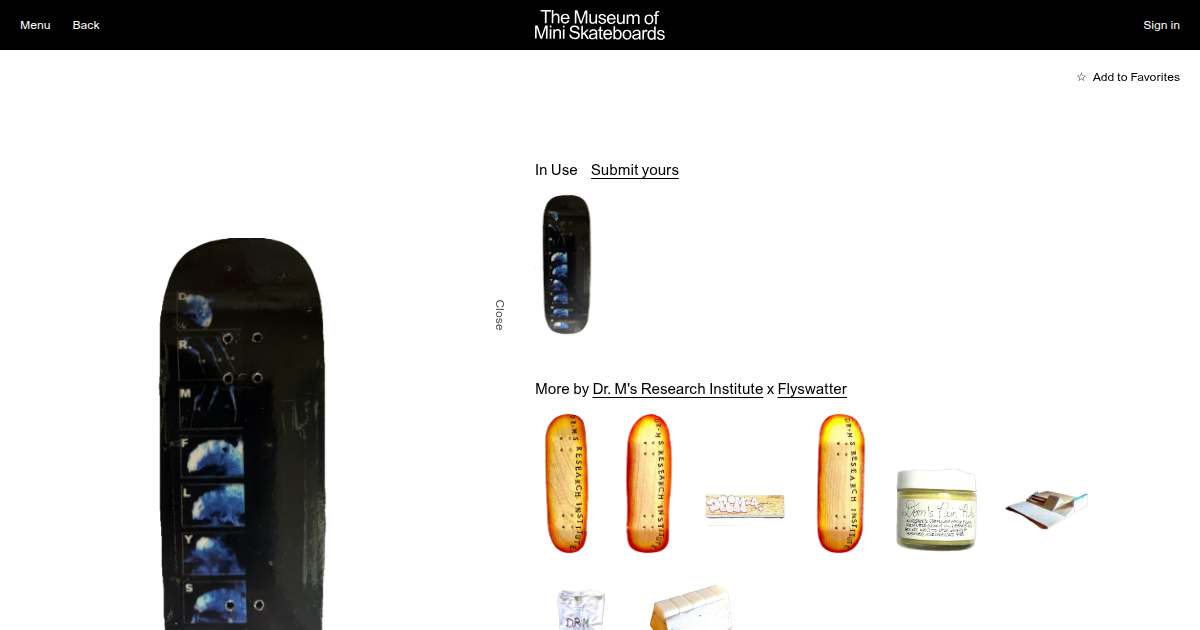 Menu
Back
The Museum of
Mini Skateboards
Sign in
☆ Add to Favorites
In Use
Submit yours
Close
D.
R.
M
F
L
Y
S
More by Dr. M's Research Institute x Flyswatter
DR·M'S RESEARCH INSTITUTE
DR·M'S RESEARCH INSTITUTE
DR·M'S RESEARCH INSTITUTE
DRM